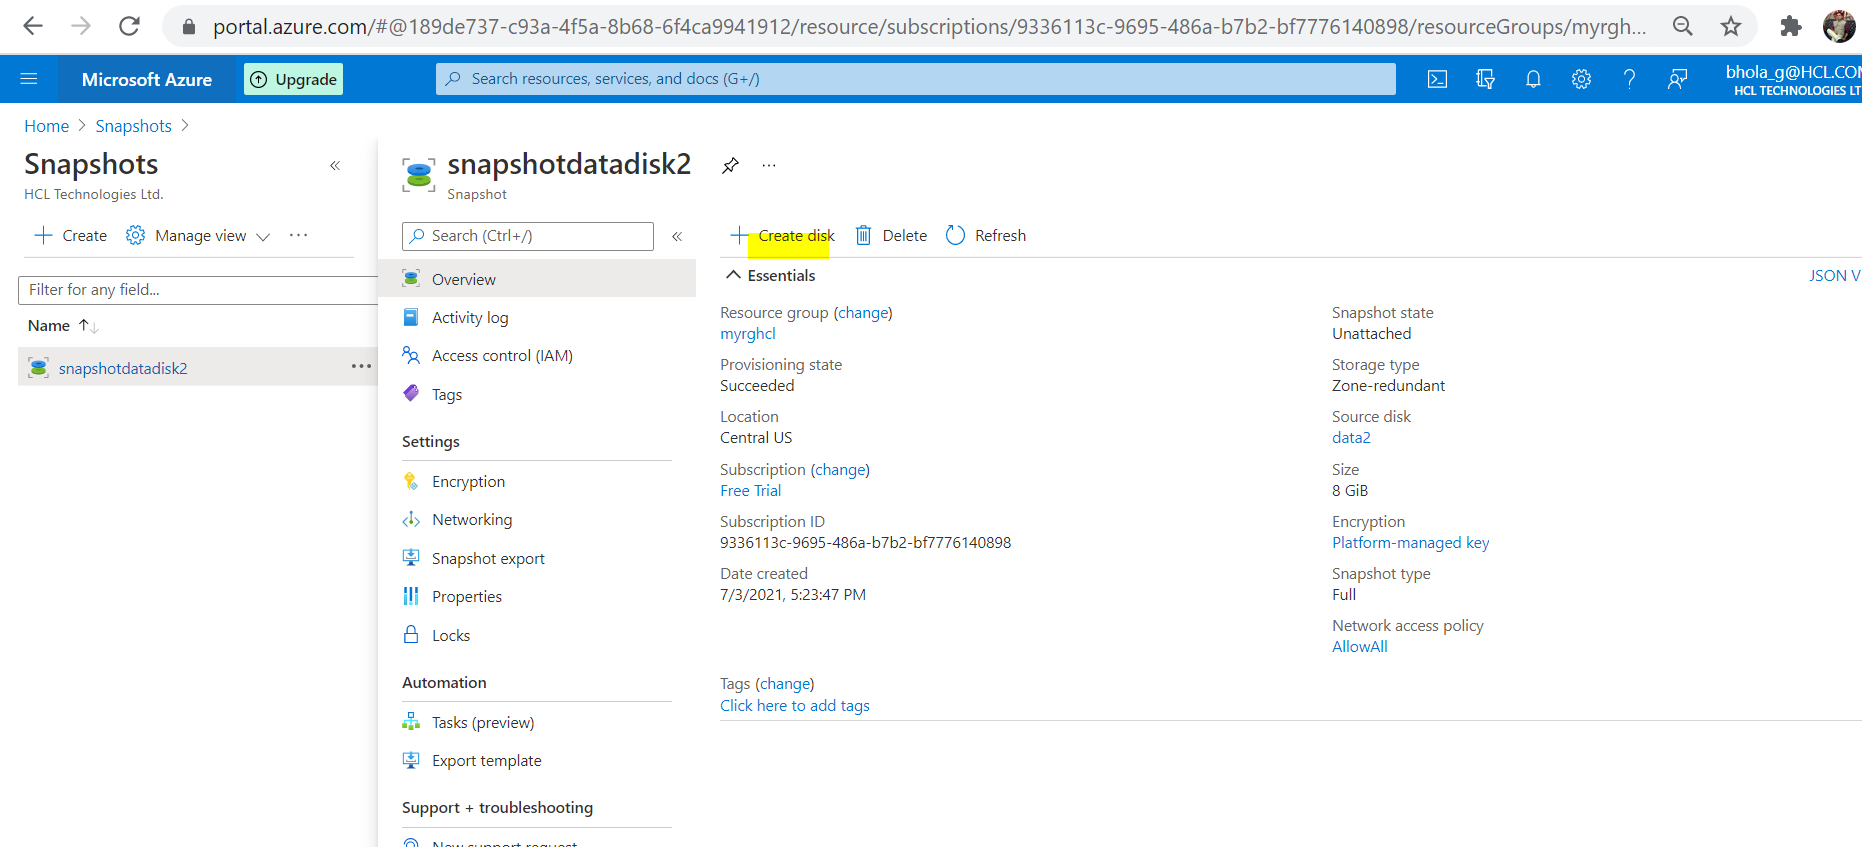 portal.azure.com/#@189de737-c93a-4f5a-8b68-6f4ca9941912/resource/subscriptions/9336113c-9695-486a-b7b2-bf7776140898/resourceGroups/myrgh...
Microsoft Azure
Upgrade
Search resources, services, and docs (G+/)
bhola_g@HCL.COM
HCL TECHNOLOGIES LT
Home > Snapshots >
Snapshots
HCL Technologies Ltd.
Create
Manage view
Filter for any field...
Name
snapshotdatadisk2
snapshotdatadisk2
Snapshot
Search (Ctrl+/)
Overview
Activity log
Access control (IAM)
Tags
Settings
Encryption
Networking
Snapshot export
Properties
Locks
Automation
Tasks (preview)
Export template
Support + troubleshooting
New support request
Create disk
Delete
Refresh
Essentials
JSON V
Resource group (change)
myrghcl
Provisioning state
Succeeded
Location
Central US
Subscription (change)
Free Trial
Subscription ID
9336113c-9695-486a-b7b2-bf7776140898
Date created
7/3/2021, 5:23:47 PM
Snapshot state
Unattached
Storage type
Zone-redundant
Source disk
data2
Size
8 GiB
Encryption
Platform-managed key
Snapshot type
Full
Network access policy
AllowAll
Tags (change)
Click here to add tags